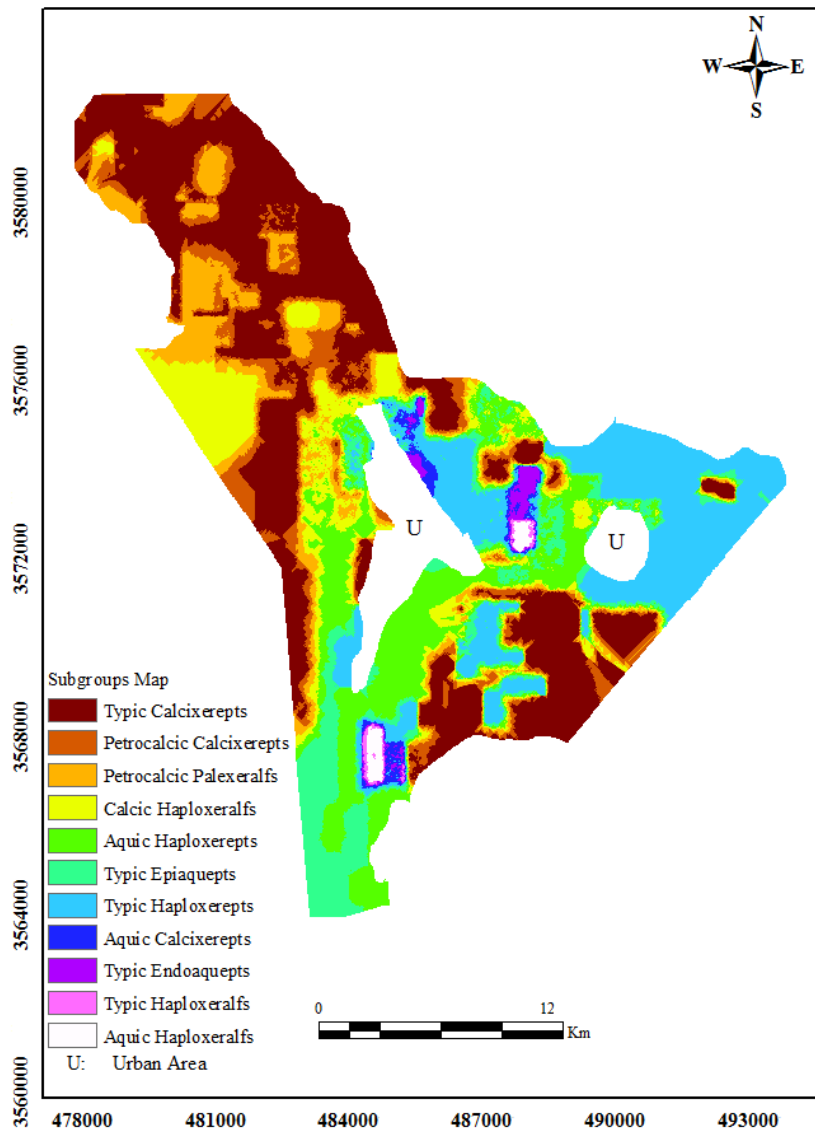 N
W E
S
3580000
3576000
3572000
3568000
3564000
3560000
U
U
Subgroups Map
Typic Calcixerepts
Petrocalcic Calcixerepts
Petrocalcic Palexeralfs
Calcic Haploxeralfs
Aquic Haploxerepts
Typic Epiaquepts
Typic Haploxerepts
Aquic Calcixerepts
Typic Endoaquepts
Typic Haploxeralfs
Aquic Haploxeralfs
U: Urban Area
0 12
Km
478000 481000 484000 487000 490000 493000